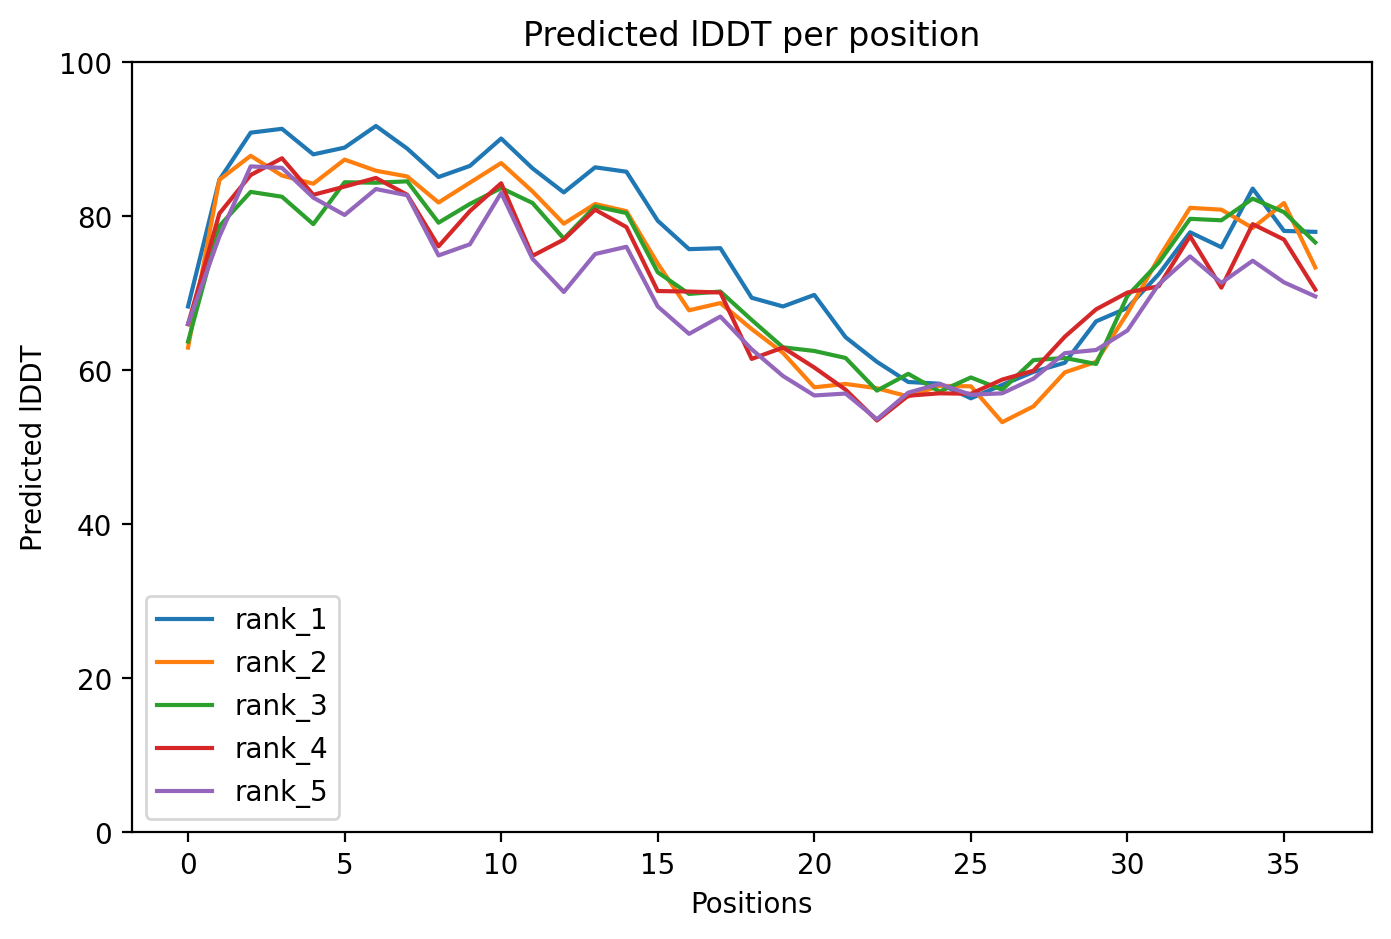 Predicted lDDT per position
100
80
60
40
20
0
Predicted lDDT
rank_1
rank_2
rank_3
rank_4
rank_5
0 5 10 15 20 25 30 35
Positions